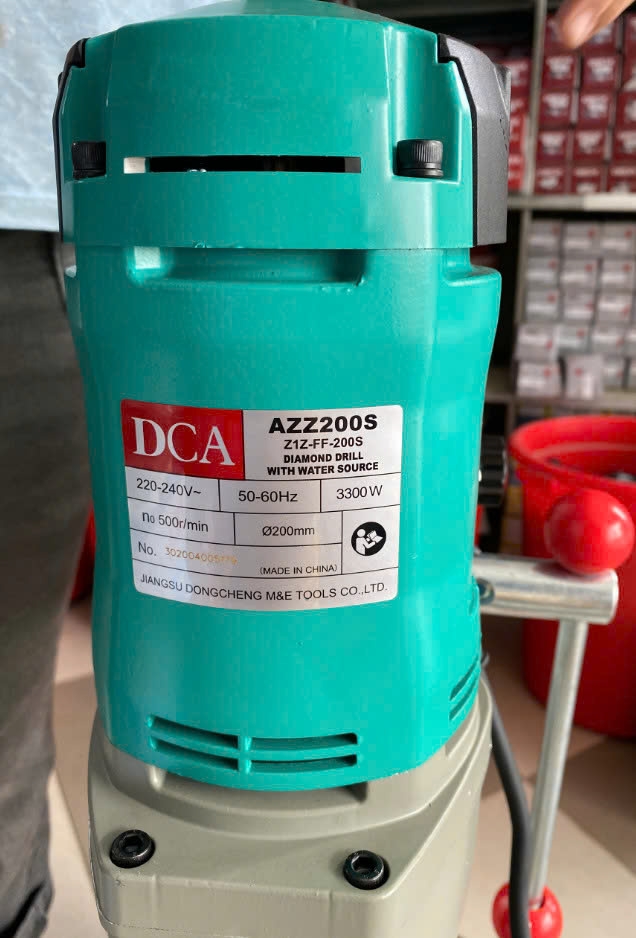 DCA
AZZ200S
Z1Z-FF-200S
DIAMOND DRILL
WITH WATER SOURCE
220-240V~ 50-60Hz 3300W
n₀ 500r/min Ø200mm
No.
(MADE IN CHINA)
JIANGSU DONGCHENG M&E TOOLS CO.,LTD.